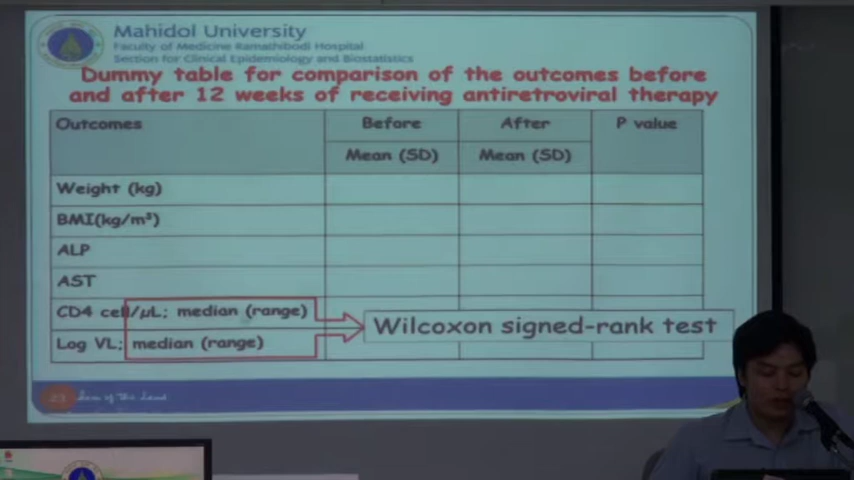 Mahidol University
Faculty of Medicine Ramathibodi Hospital
Section for Clinical Epidemiology and Biostatistics
Dummy table for comparison of the outcomes before
and after 12 weeks of receiving antiretroviral therapy
Outcomes Before After P value
Mean (SD) Mean (SD)
Weight (kg)
BMI(kg/m²)
ALP
AST
CD4 cell/µL; median (range)
Wilcoxon signed-rank test
Log VL; median (range)
23